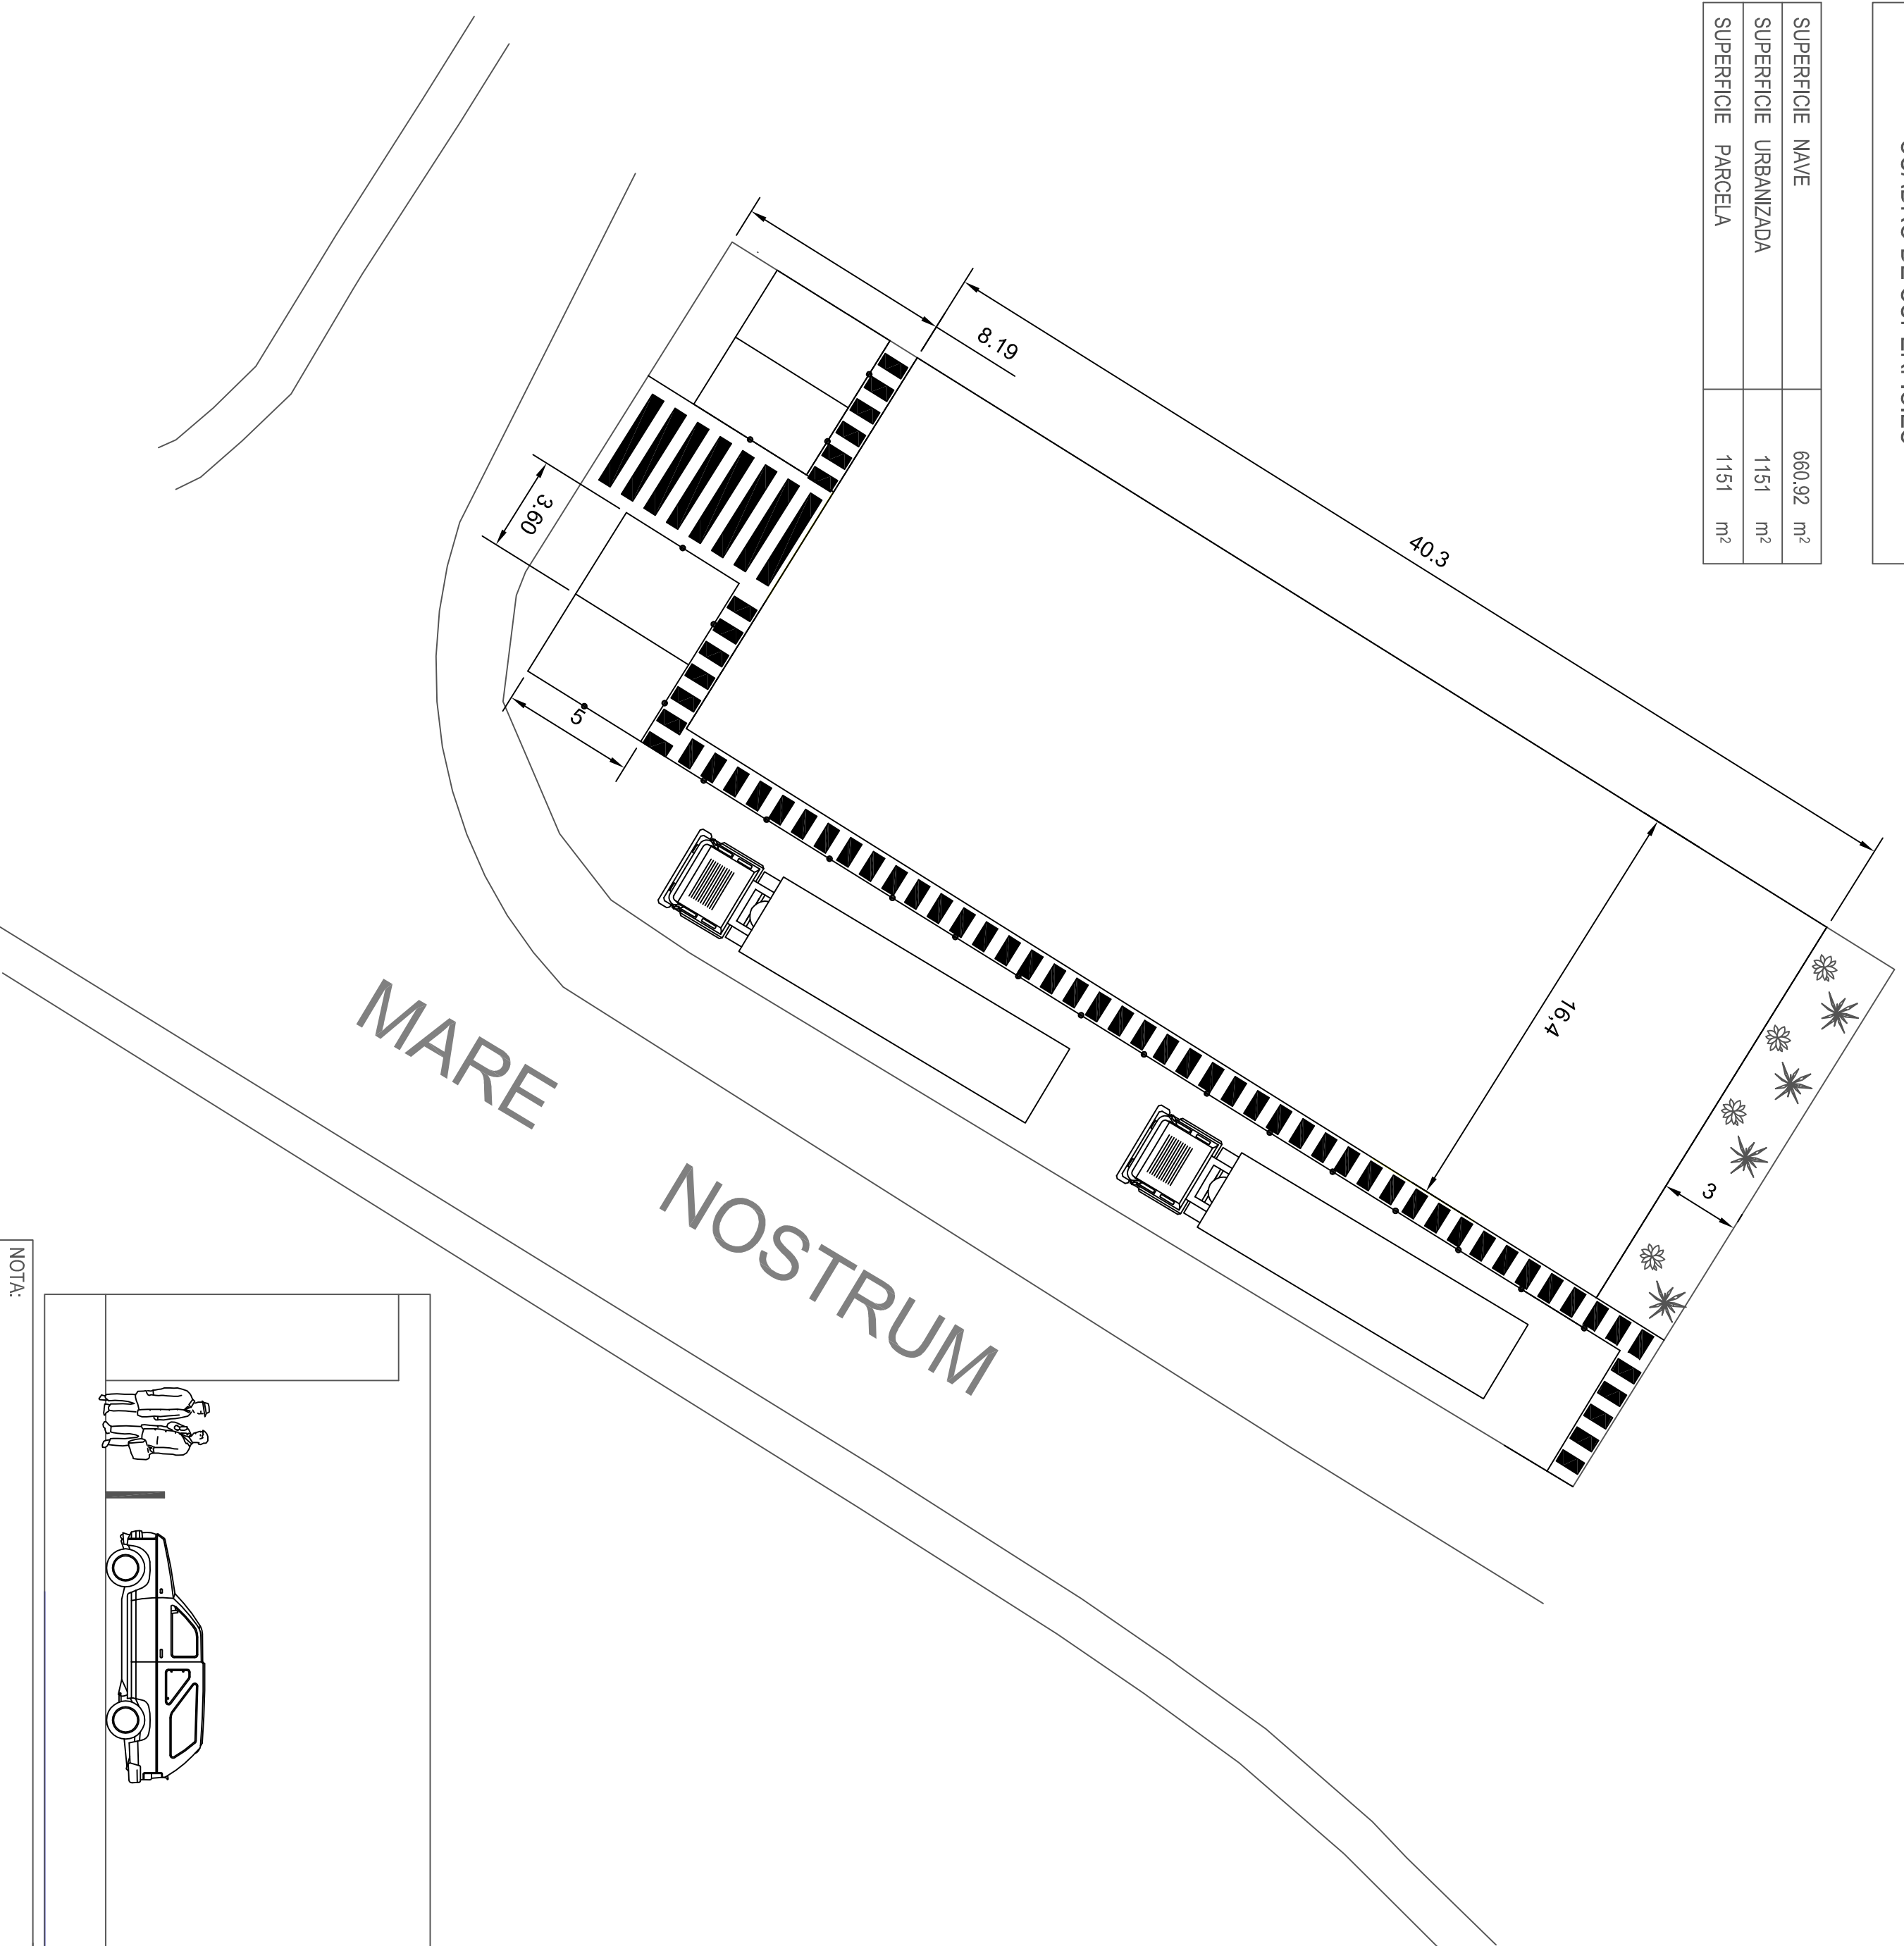 SUPERFICIE NAVE 660.92 m²
SUPERFICIE URBANIZADA 1151 m²
SUPERFICIE PARCELA 1151 m²
8.19
40.3
3.60
5
16,4
3
MARE
NOSTRUM
NOTA: